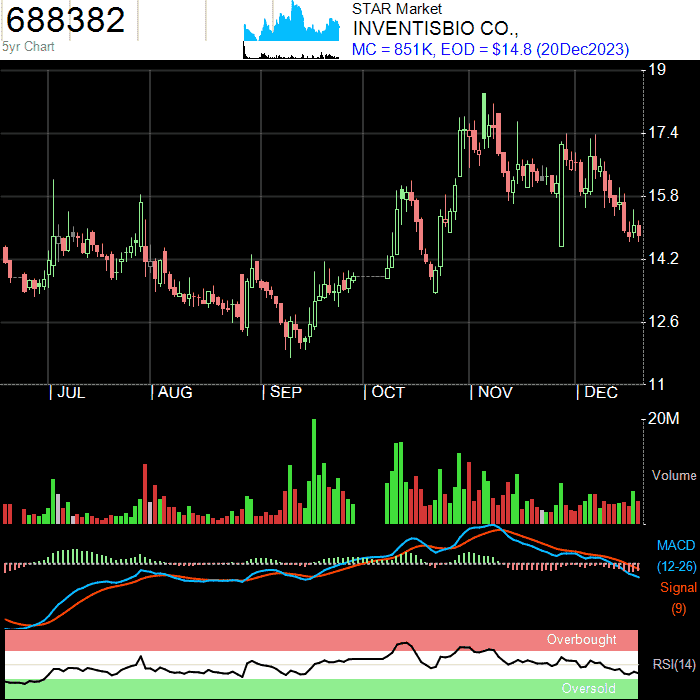 688382
5yr Chart
STAR Market
INVENTISBIO CO.,
MC = 851K, EOD = $14.8 (20Dec2023)
19
17.4
15.8
14.2
12.6
11
JUL AUG SEP OCT NOV DEC
20M
Volume
MACD
(12-26)
Signal
(9)
Overbought
RSI(14)
Oversold